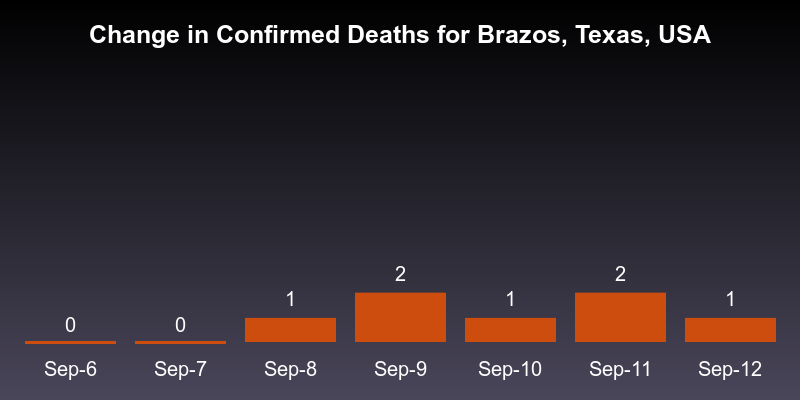 Change in Confirmed Deaths for Brazos, Texas, USA
0 0 1 2 1 2 1
Sep-6 Sep-7 Sep-8 Sep-9 Sep-10 Sep-11 Sep-12